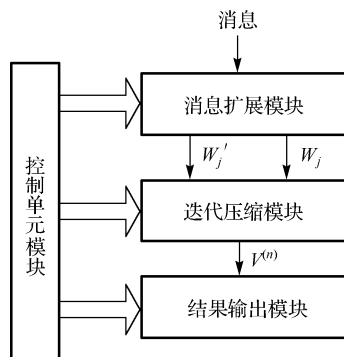 消息
消息扩展模块
W_j' W_j
控制单元模块
迭代压缩模块
V^(n)
结果输出模块